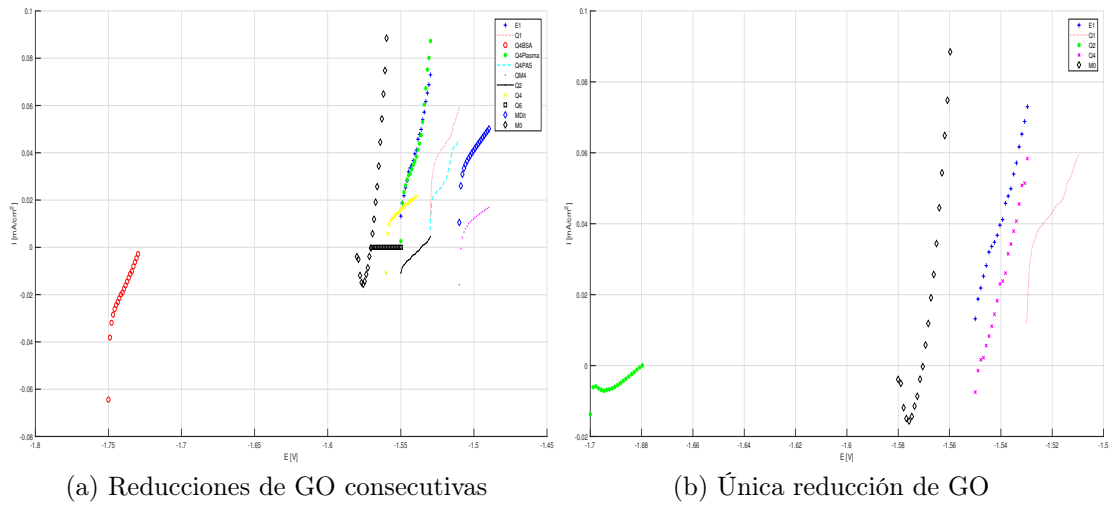 0.1
0.08
0.06
0.04
0.02
0
-0.02
-0.04
-0.06
-0.08
I [mA/cm²]
-1.8
-1.75
-1.7
-1.65
-1.6
-1.55
-1.5
-1.45
E [V]
E1
Q1
Q4BSA
Q4Plasma
Q4PAS
QM4
Q2
Q4
Q6
MDit
M0
(a) Reducciones de GO consecutivas
0.1
0.08
0.06
0.04
0.02
0
0.02
I [mA/cm²]
-1.7
-1.68
-1.66
-1.64
-1.62
-1.6
-1.58
-1.56
-1.54
-1.52
-1.5
E [V]
E1
Q1
Q2
Q4
M0
(b) Única reducción de GO